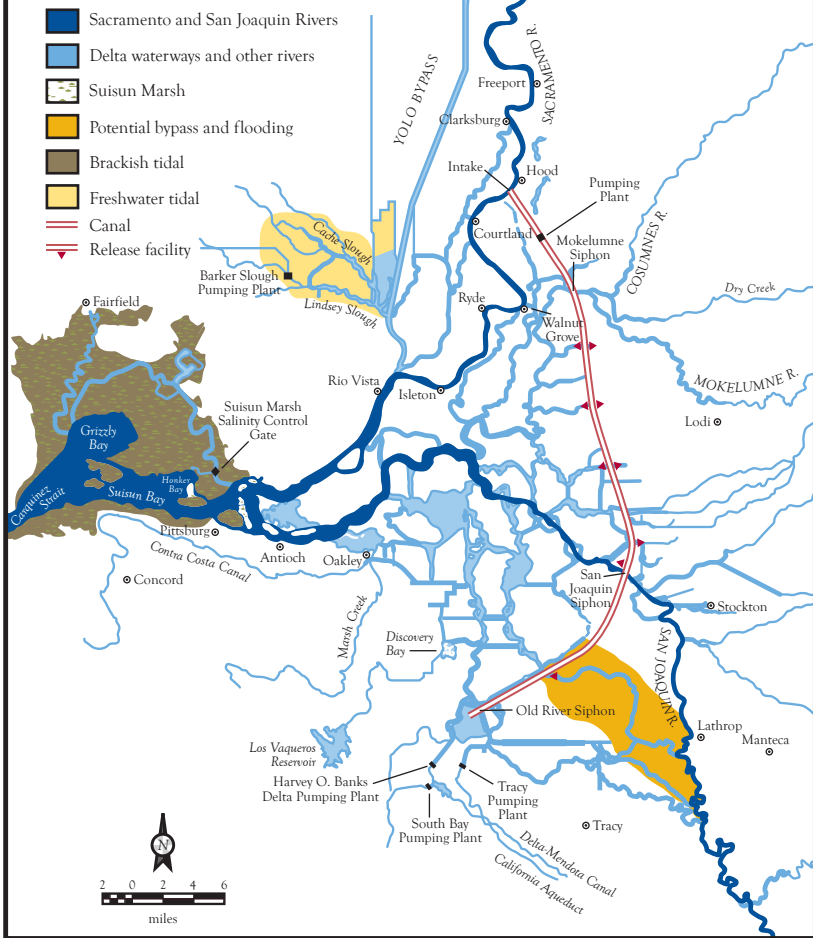 Sacramento and San Joaquin Rivers
Delta waterways and other rivers
Suisun Marsh
Potential bypass and flooding
Brackish tidal
Freshwater tidal
Canal
Release facility
YOLO BYPASS
SACRAMENTO R.
Freeport
Clarksburg
Intake
Hood
Pumping
Plant
Courtland
Mokelumne
Siphon
COSUMNES R.
Cache Slough
Barker Slough
Pumping Plant
Lindsey Slough
Dry Creek
Fairfield
Ryde
Walnut
Grove
Rio Vista
Isleton
MOKELUMNE R.
Lodi
Suisun Marsh
Salinity Control
Gate
Grizzly
Bay
Honker
Bay
Suisun Bay
Carquinez
Strait
Pittsburg
Antioch
Oakley
Contra Costa Canal
Concord
San
Joaquin
Siphon
Stockton
Marsh Creek
Discovery
Bay
SAN JOAQUIN R.
Old River Siphon
Lathrop
Manteca
Los Vaqueros
Reservoir
Harvey O. Banks
Delta Pumping Plant
Tracy
Pumping
Plant
South Bay
Pumping Plant
Tracy
Delta-Mendota Canal
California Aqueduct
N
2 0 2 4 6
miles